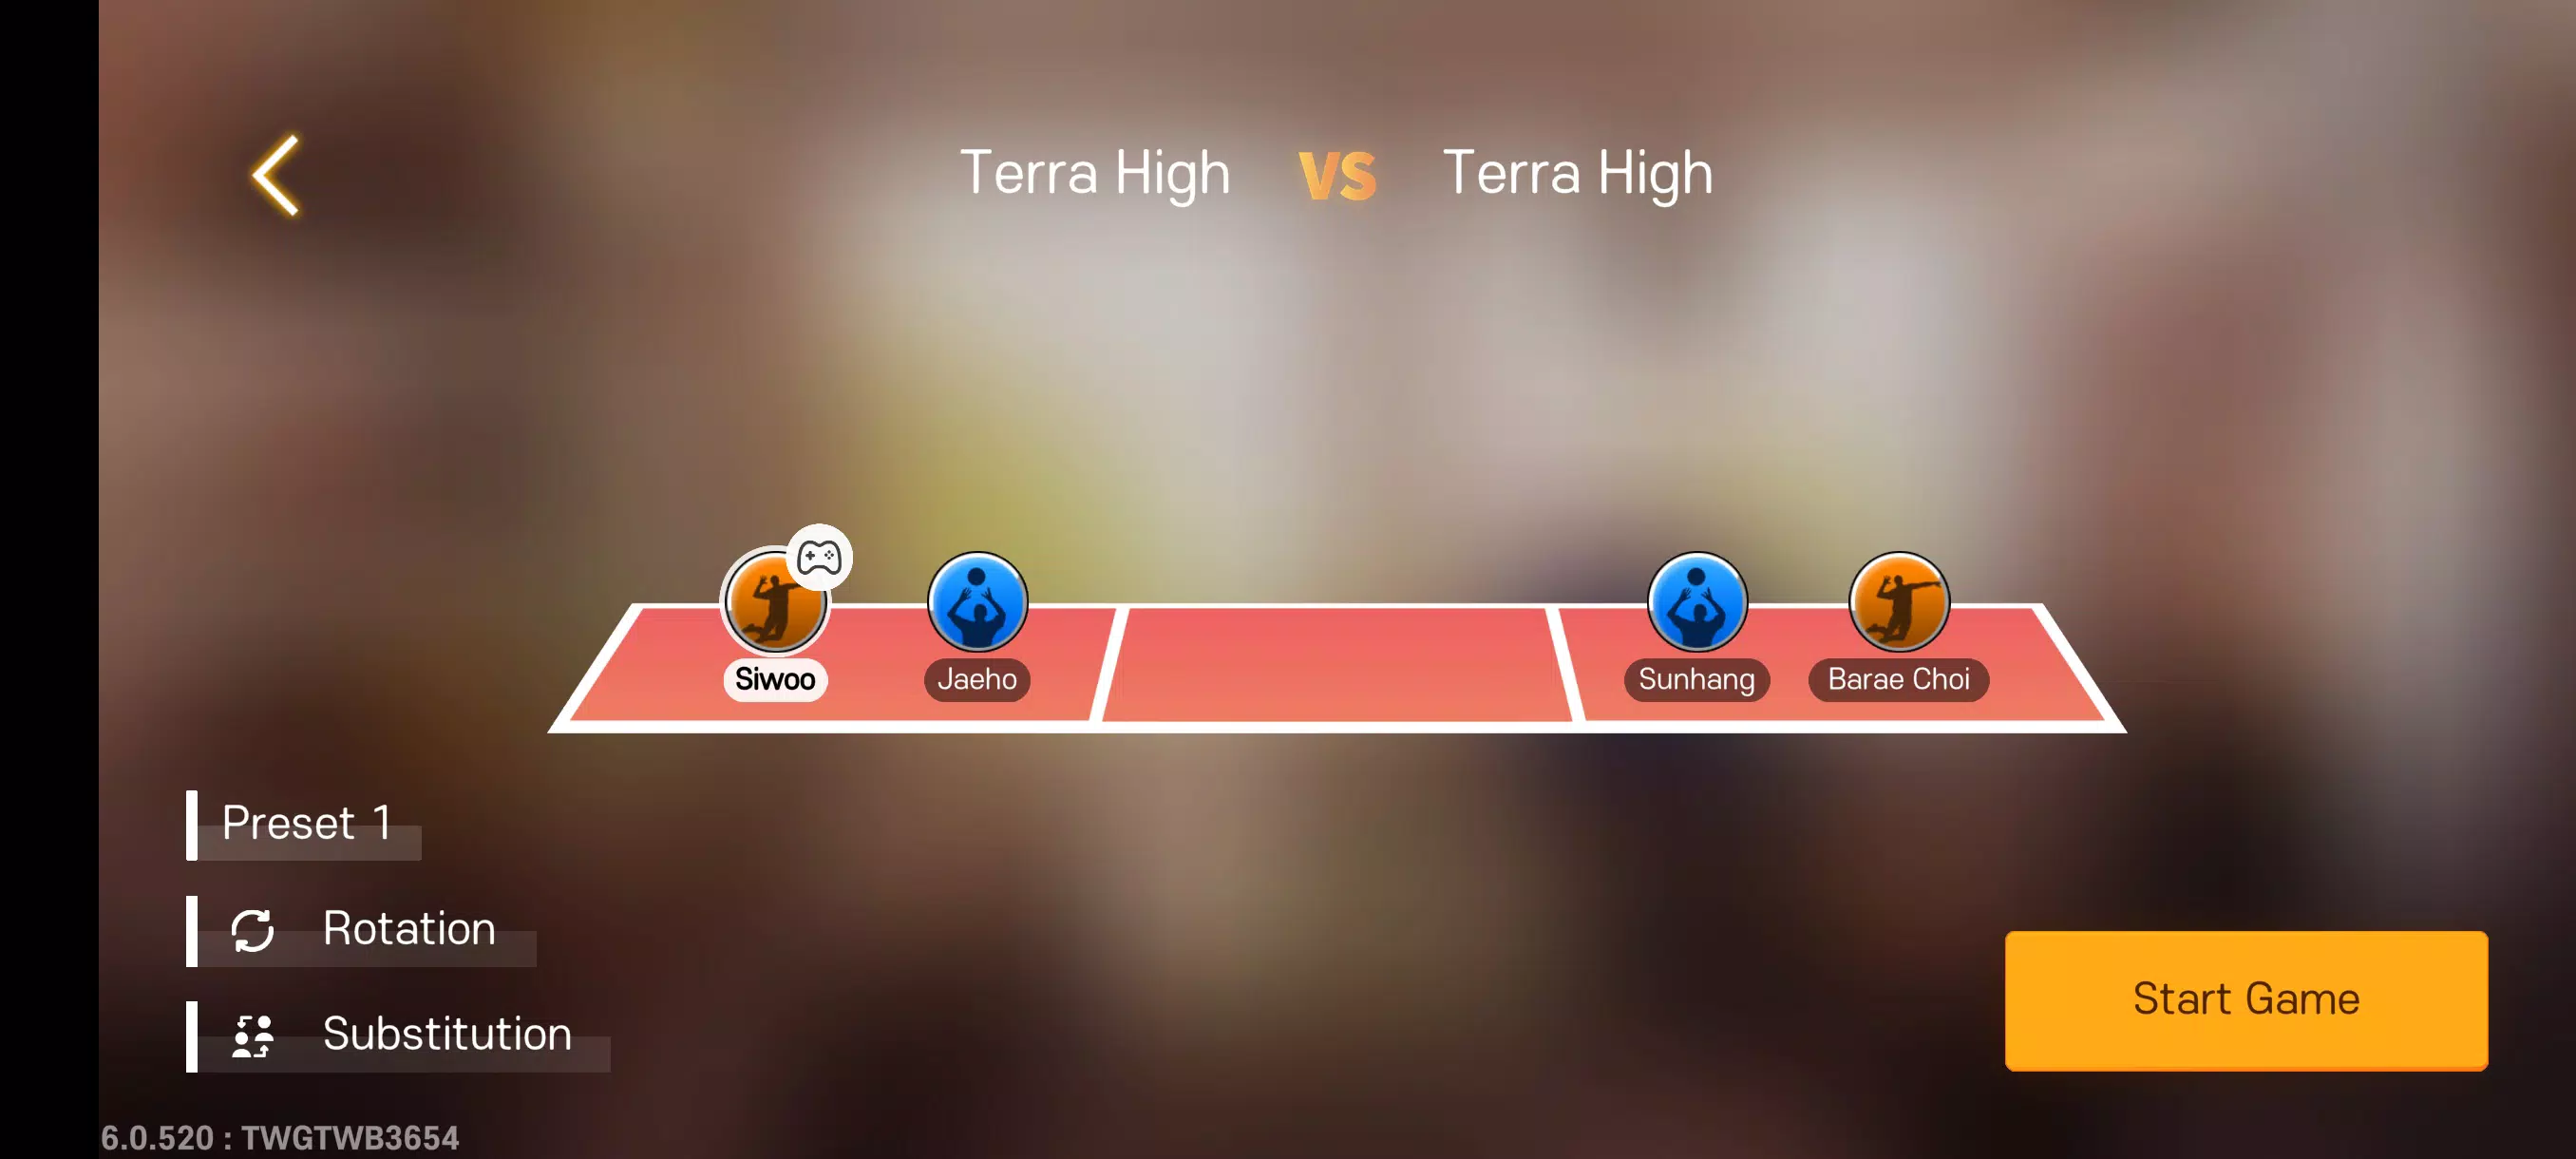 Terra High VS Terra High
Siwoo
Jaeho
Sunhang
Barae Choi
Preset 1
Rotation
Substitution
Start Game
6.0.520 : TWGTWB3654